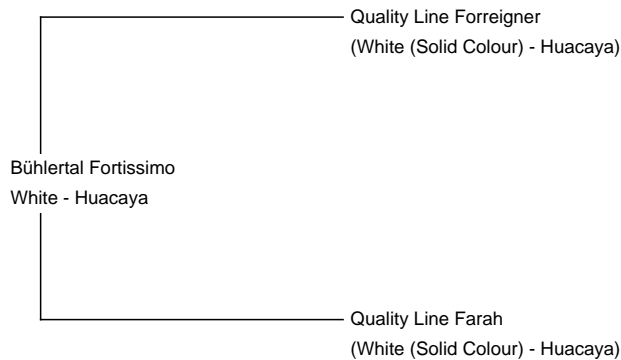 Quality Line Forreigner
(White (Solid Colour) - Huacaya)
Bühlertal Fortissimo
White - Huacaya
Quality Line Farah
(White (Solid Colour) - Huacaya)